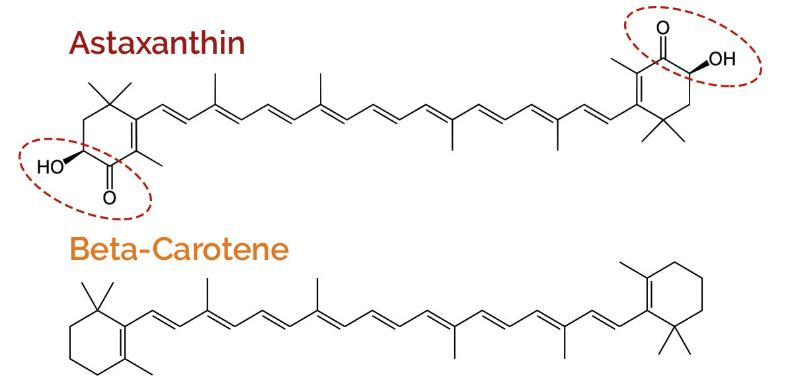 Astaxanthin
O
OH
HO
O
Beta-Carotene